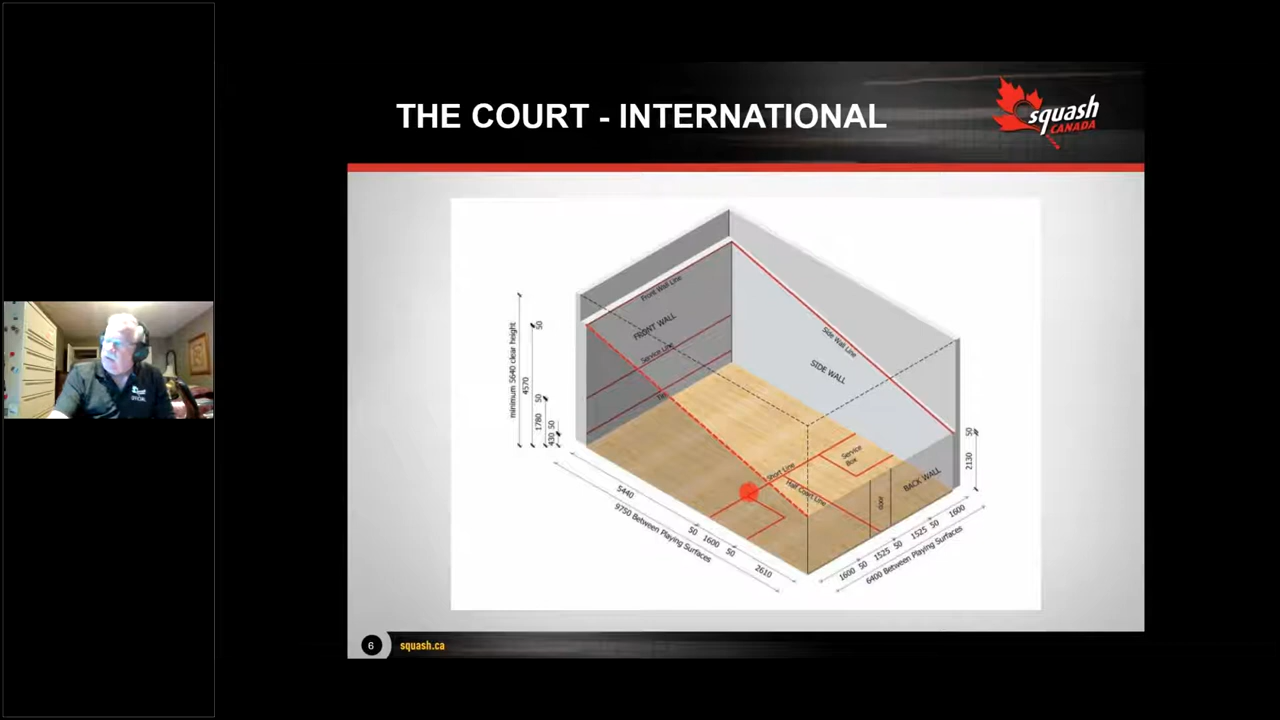 THE COURT - INTERNATIONAL
squash
CANADA
Front Wall Line
FRONT WALL
Service Line
Side Wall Line
SIDE WALL
Short Line
Half Court Line
Service
Box
door
BACK WALL
minimum 5640 clear height
4570
50
1780
50
430
50
5440
9750 Between Playing Surfaces
50
1600
50
2610
1600
50
1525
50
1525
50
1600
6400 Between Playing Surfaces
50
2130
6
squash.ca